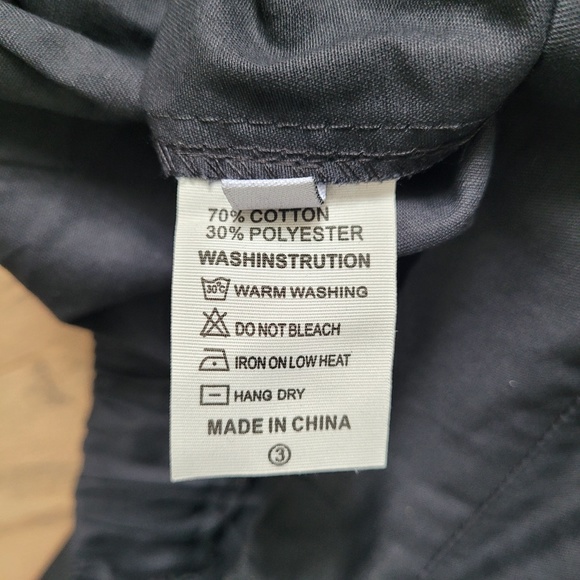 70% COTTON
30% POLYESTER
WASHINSTRUTION
30°C WARM WASHING
DO NOT BLEACH
IRON ON LOW HEAT
HANG DRY
MADE IN CHINA
3